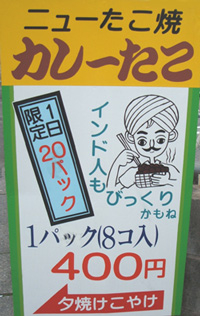 ニューたこ焼
カレーたこ
1日
限定
20パック
インド人も
びっくり
かもね
1パック(8コ入)
400円
夕焼けこやけ